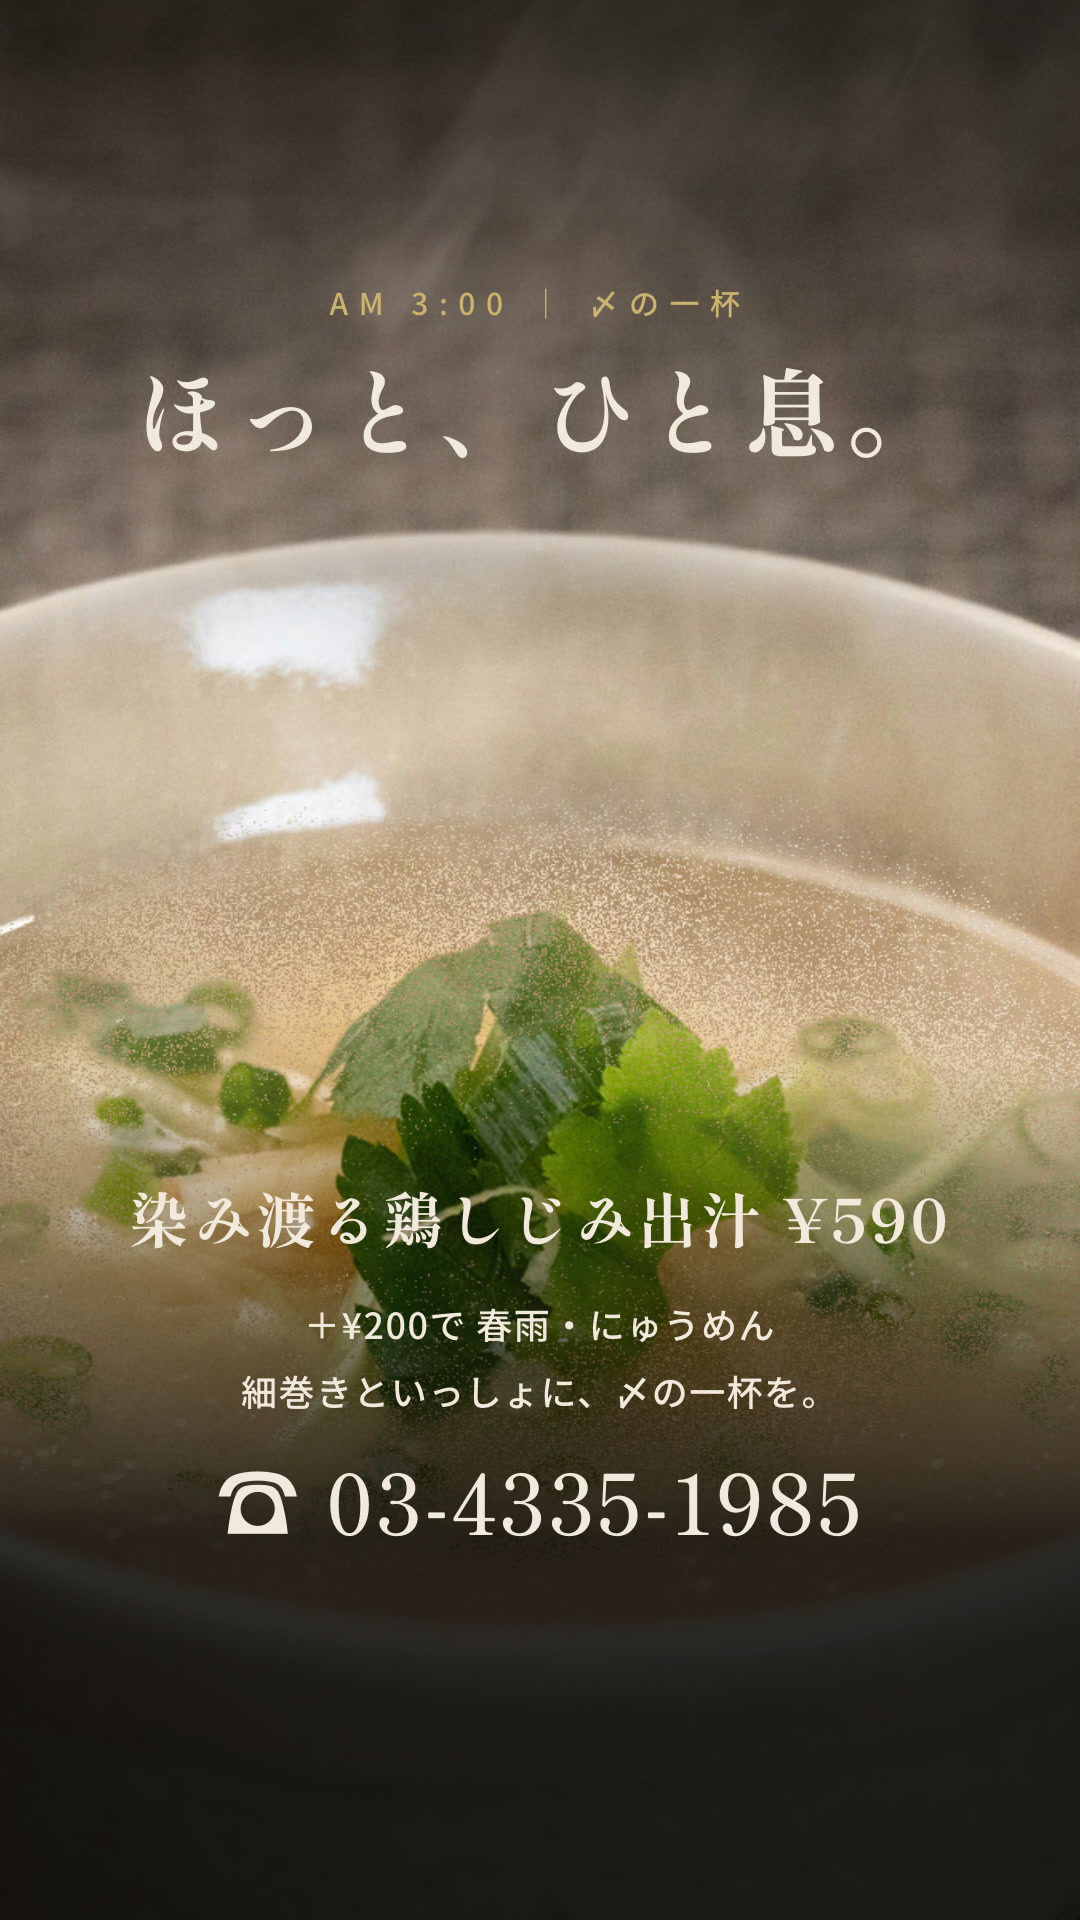 AM 3:00 ｜ 〆の一杯
ほっと、ひと息。
染み渡る鶏しじみ出汁 ¥590
＋¥200で 春雨・にゅうめん
細巻きといっしょに、〆の一杯を。
☎ 03-4335-1985